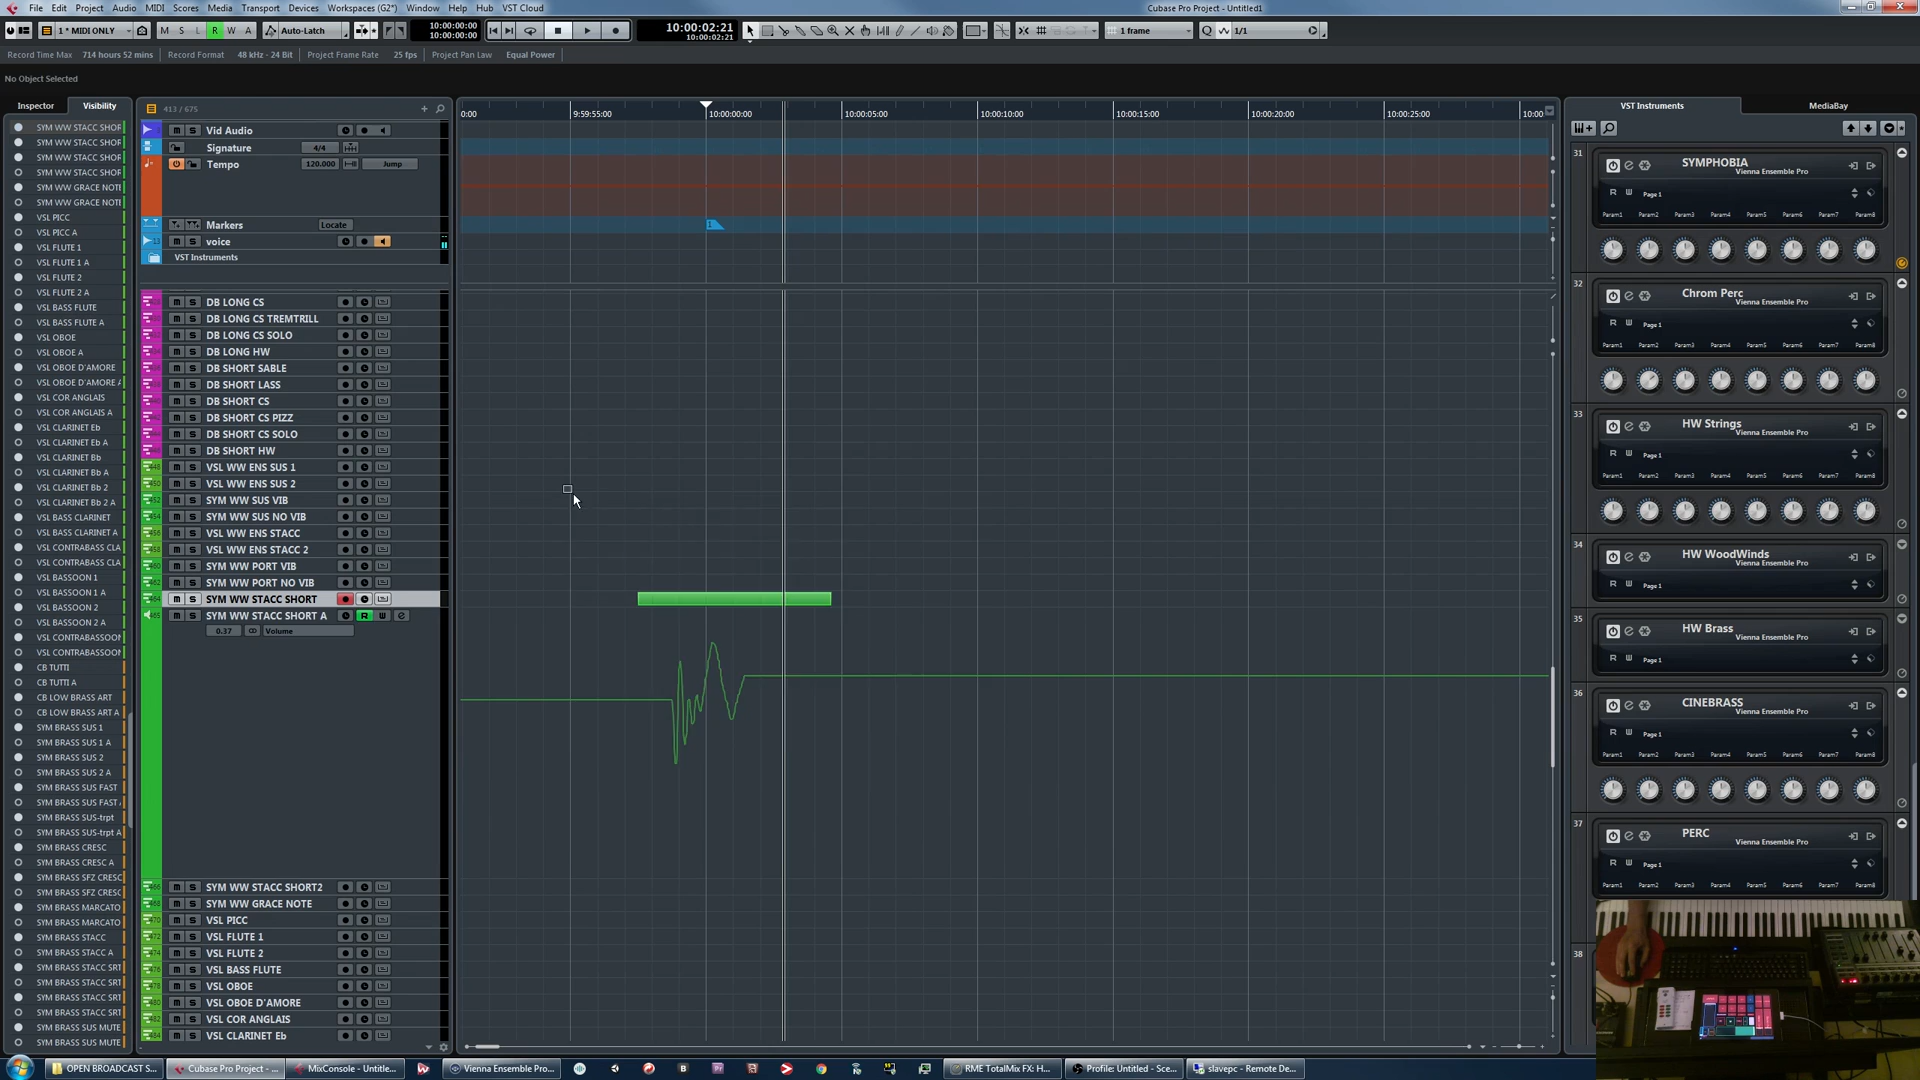 File Edit Project Audio MIDI Scores Media Transport Devices Workspaces (G2*) Window Help Hub VST Cloud
Cubase Pro Project - Untitled1
1 * MIDI ONLY M S L R W A Auto-Latch
10:00:00:00
10:00:00:00
10:00:02:21
10:00:02:21
1 frame Q 1/1
Record Time Max 714 hours 52 mins Record Format 48 kHz - 24 Bit Project Frame Rate 25 fps Project Pan Law Equal Power
No Object Selected
Inspector Visibility
SYM WW STACC SHOR
SYM WW STACC SHOR
SYM WW STACC SHOR
SYM WW STACC SHOR
SYM WW GRACE NOTE
SYM WW GRACE NOTE
VSL PICC
VSL PICC A
VSL FLUTE 1
VSL FLUTE 1 A
VSL FLUTE 2
VSL FLUTE 2 A
VSL BASS FLUTE
VSL BASS FLUTE A
VSL OBOE
VSL OBOE A
VSL OBOE D'AMORE
VSL OBOE D'AMORE A
VSL COR ANGLAIS
VSL COR ANGLAIS A
VSL CLARINET Eb
VSL CLARINET Eb A
VSL CLARINET Bb
VSL CLARINET Bb A
VSL CLARINET Bb 2
VSL CLARINET Bb 2 A
VSL BASS CLARINET
VSL BASS CLARINET A
VSL CONTRABASS CLA
VSL CONTRABASS CLA
VSL BASSOON 1
VSL BASSOON 1 A
VSL BASSOON 2
VSL BASSOON 2 A
VSL CONTRABASSOON
VSL CONTRABASSOON
CB TUTTI
CB TUTTI A
CB LOW BRASS ART
CB LOW BRASS ART A
SYM BRASS SUS 1
SYM BRASS SUS 1 A
SYM BRASS SUS 2
SYM BRASS SUS 2 A
SYM BRASS SUS FAST
SYM BRASS SUS FAST
SYM BRASS SUS-trpt
SYM BRASS SUS-trpt A
SYM BRASS CRESC
SYM BRASS CRESC A
SYM BRASS SFZ CRESC
SYM BRASS SFZ CRESC
SYM BRASS MARCATO
SYM BRASS MARCATO
SYM BRASS STACC
SYM BRASS STACC A
SYM BRASS STACC SRT
SYM BRASS STACC SRT
SYM BRASS STACC SRT
SYM BRASS STACC SRT
SYM BRASS SUS MUTE
SYM BRASS SUS MUTE
413 / 675
m S Vid Audio
Signature 4/4
Tempo 120.000 Jump
Markers Locate
m S voice
VST Instruments
m S DB LONG CS
m S DB LONG CS TREMTRILL
m S DB LONG CS SOLO
m S DB LONG HW
m S DB SHORT SABLE
m S DB SHORT LASS
m S DB SHORT CS
m S DB SHORT CS PIZZ
m S DB SHORT CS SOLO
m S DB SHORT HW
m S VSL WW ENS SUS 1
m S VSL WW ENS SUS 2
m S SYM WW SUS VIB
m S SYM WW SUS NO VIB
m S VSL WW ENS STACC
m S VSL WW ENS STACC 2
m S SYM WW PORT VIB
m S SYM WW PORT NO VIB
m S SYM WW STACC SHORT
m S SYM WW STACC SHORT A R W e
0.37 Volume
m S SYM WW STACC SHORT2
m S SYM WW GRACE NOTE
m S VSL PICC
m S VSL FLUTE 1
m S VSL FLUTE 2
m S VSL BASS FLUTE
m S VSL OBOE
m S VSL OBOE D'AMORE
m S VSL COR ANGLAIS
m S VSL CLARINET Eb
0:00 9:59:55:00 10:00:00:00 10:00:05:00 10:00:10:00 10:00:15:00 10:00:20:00 10:00:25:00 10:00
1
VST Instruments MediaBay
31 SYMPHOBIA
Vienna Ensemble Pro
R W Page 1
Param1 Param2 Param3 Param4 Param5 Param6 Param7 Param8
32 Chrom Perc
Vienna Ensemble Pro
R W Page 1
Param1 Param2 Param3 Param4 Param5 Param6 Param7 Param8
33 HW Strings
Vienna Ensemble Pro
R W Page 1
Param1 Param2 Param3 Param4 Param5 Param6 Param7 Param8
34 HW WoodWinds
Vienna Ensemble Pro
R W Page 1
35 HW Brass
Vienna Ensemble Pro
R W Page 1
36 CINEBRASS
Vienna Ensemble Pro
R W Page 1
Param1 Param2 Param3 Param4 Param5 Param6 Param7 Param8
37 PERC
Vienna Ensemble Pro
R W Page 1
Param1 Param2 Param3 Param4 Param5 Param6 Param7 Param8
38
OPEN BROADCAST S... Cubase Pro Project - ... MixConsole - Untitle... Vienna Ensemble Pro... RME TotalMix FX: H... Profile: Untitled - Sce... slavepc - Remote De...